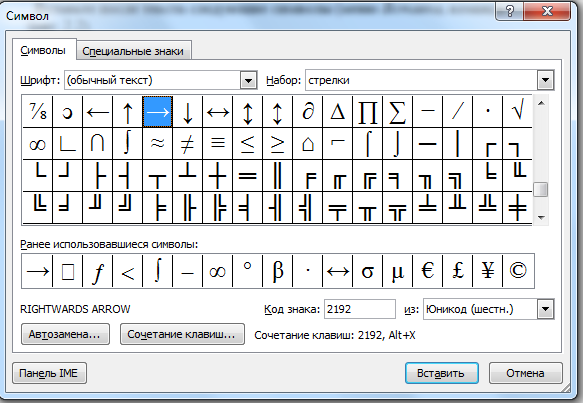 Символ
Символы Специальные знаки
Шрифт: (обычный текст) Набор: стрелки
⅞ ↄ ← ↑ → ↓ ↔ ↕ ↨ ∂ ∆ ∏ ∑ − ∕ ∙ √
∞ ∟ ∩ ∫ ≈ ≠ ≡ ≤ ≥ ⌂ ⌐ ⌠ ⌡ ─ │ ┌ ┐
└ ┘ ├ ┤ ┬ ┴ ┼ ═ ║ ╒ ╓ ╔ ╕ ╖ ╗ ╘ ╙
╚ ╛ ╜ ╝ ╞ ╟ ╠ ╡ ╢ ╣ ╤ ╥ ╦ ╧ ╨ ╩ ╪
Ранее использовавшиеся символы:
→ □ ƒ < ∫ – ∞ ° β · ↔ σ µ € £ ¥ ©
RIGHTWARDS ARROW Код знака: 2192 из: Юникод (шестн.)
Автозамена... Сочетание клавиш... Сочетание клавиш: 2192, Alt+X
Панель IME Вставить Отмена